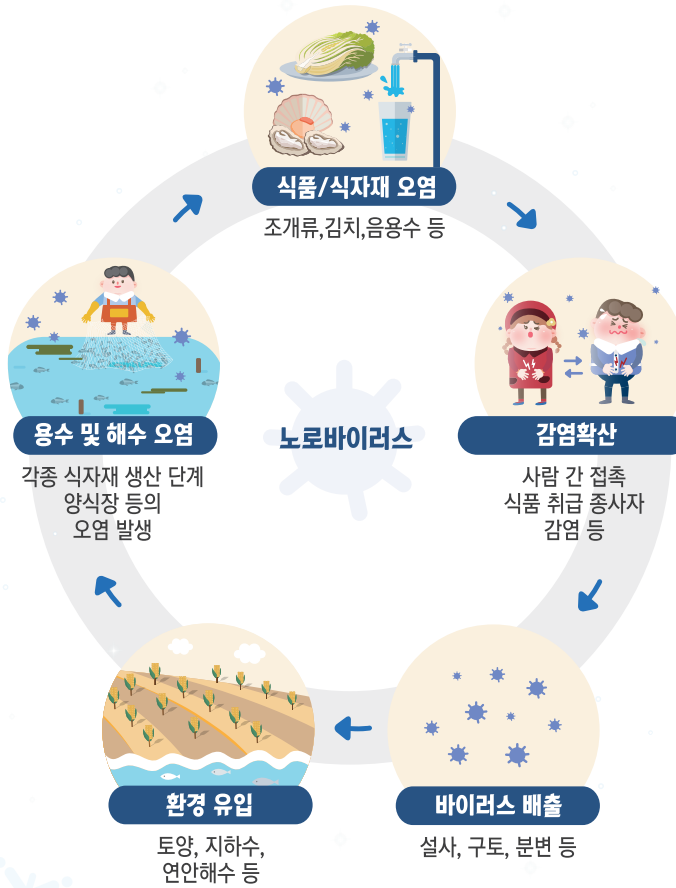 식품/식자재 오염
조개류,김치,음용수 등
감염확산
사람 간 접촉
식품 취급 종사자
감염 등
바이러스 배출
설사, 구토, 분변 등
환경 유입
토양, 지하수,
연안해수 등
용수 및 해수 오염
각종 식자재 생산 단계
양식장 등의
오염 발생
노로바이러스